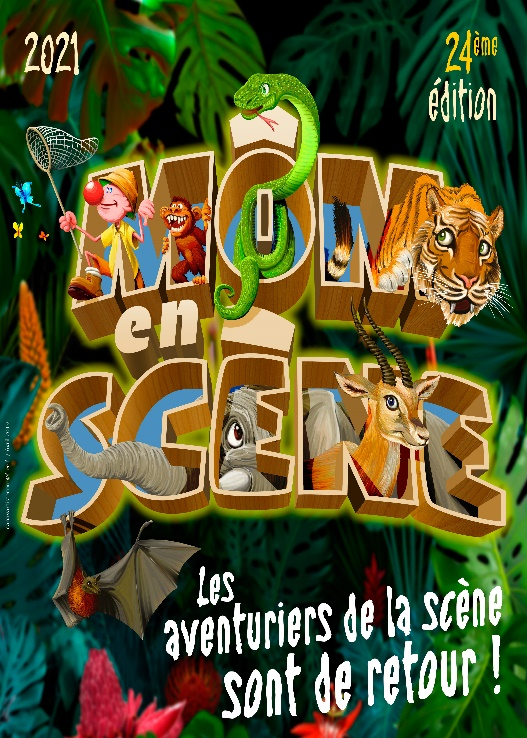 2021
24ème
édition
MÔM
en
SCÈNE
Les
aventuriers de la scène
sont de retour !